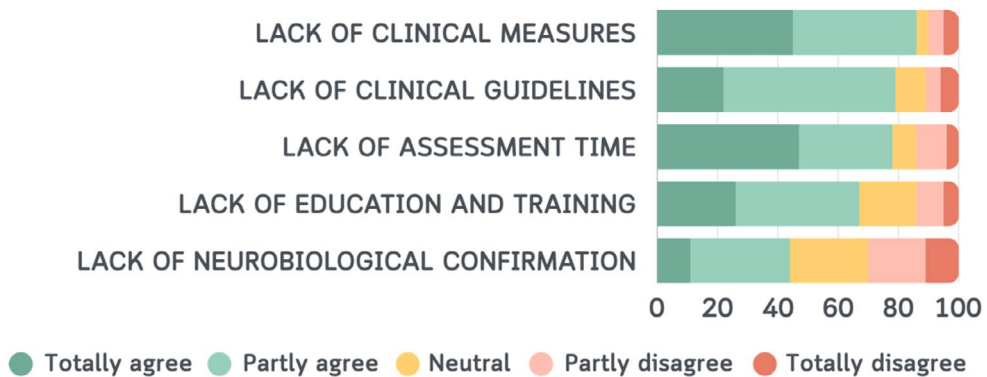 LACK OF CLINICAL MEASURES
LACK OF CLINICAL GUIDELINES
LACK OF ASSESSMENT TIME
LACK OF EDUCATION AND TRAINING
LACK OF NEUROBIOLOGICAL CONFIRMATION
0 20 40 60 80 100
Totally agree Partly agree Neutral Partly disagree Totally disagree